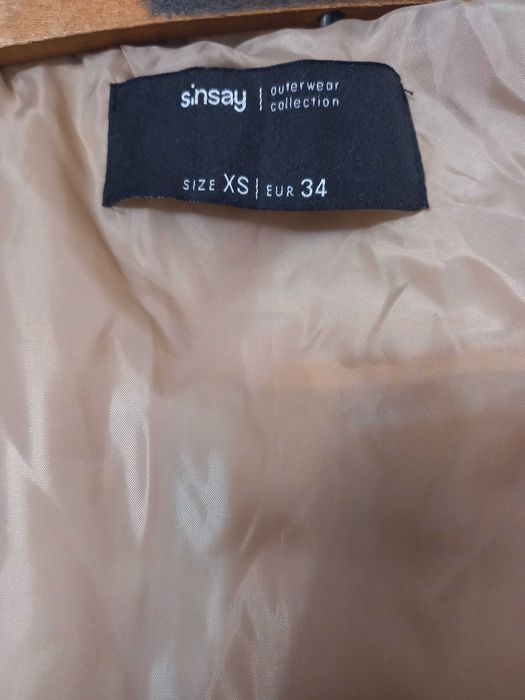 sinsay
outerwear
collection
SIZE XS | EUR 34